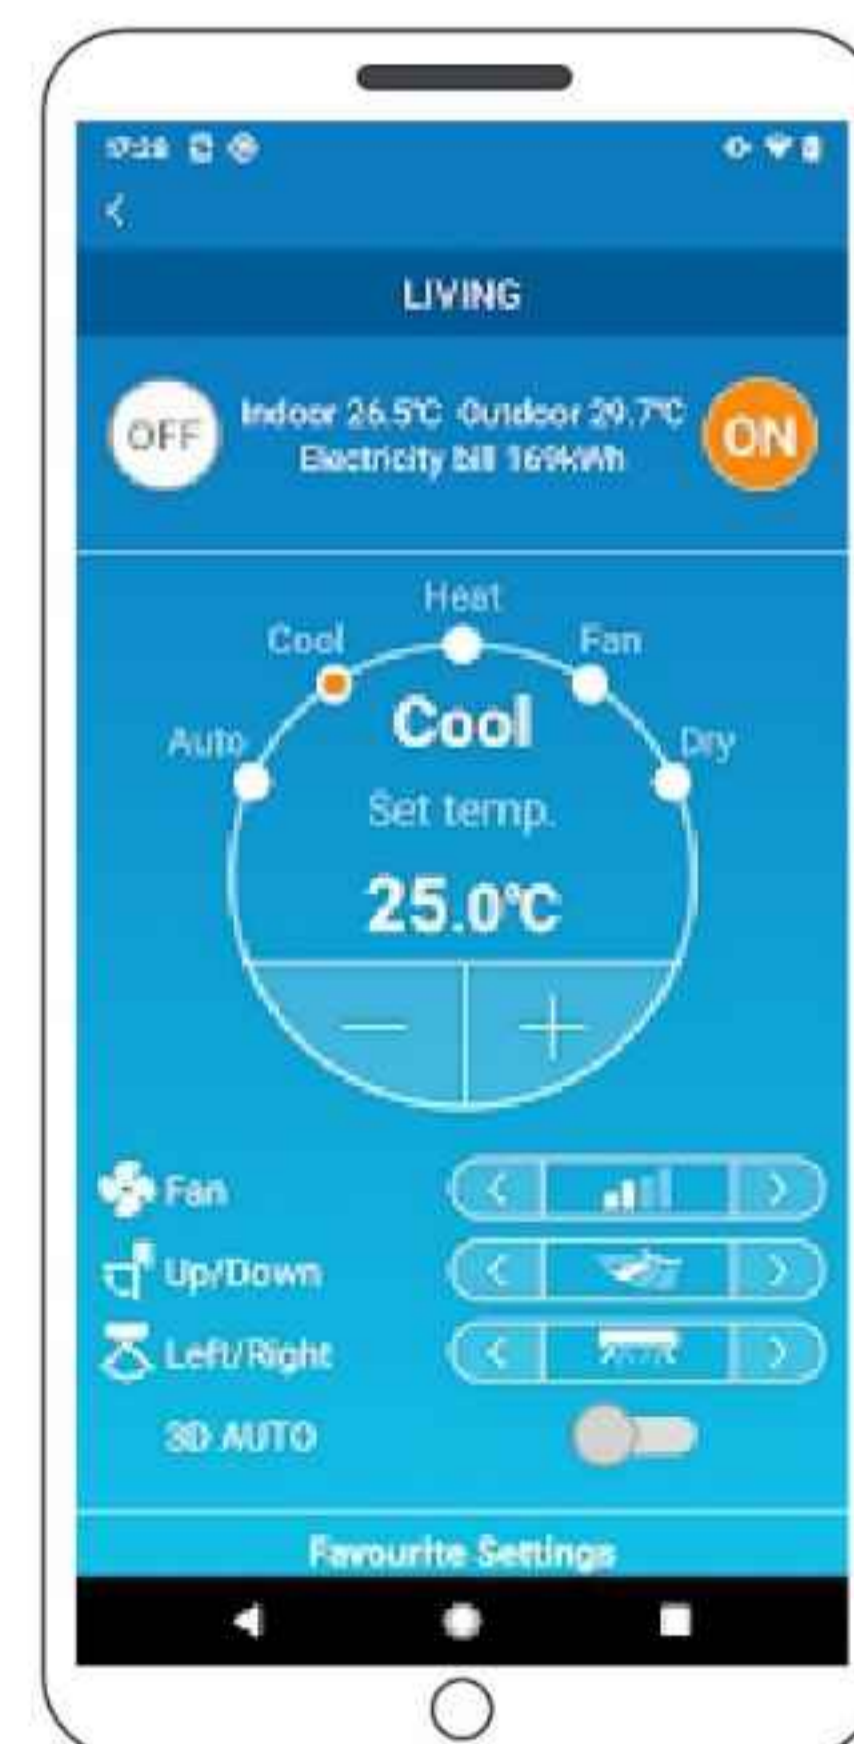 LIVING
OFF
Indoor 26.5℃ Outdoor 29.7℃
Electricity bill 169kWh
ON
Heat
Cool
Fan
Auto
Dry
Cool
Set temp.
25.0℃
Fan
Up/Down
Left/Right
3D AUTO
Favourite Settings